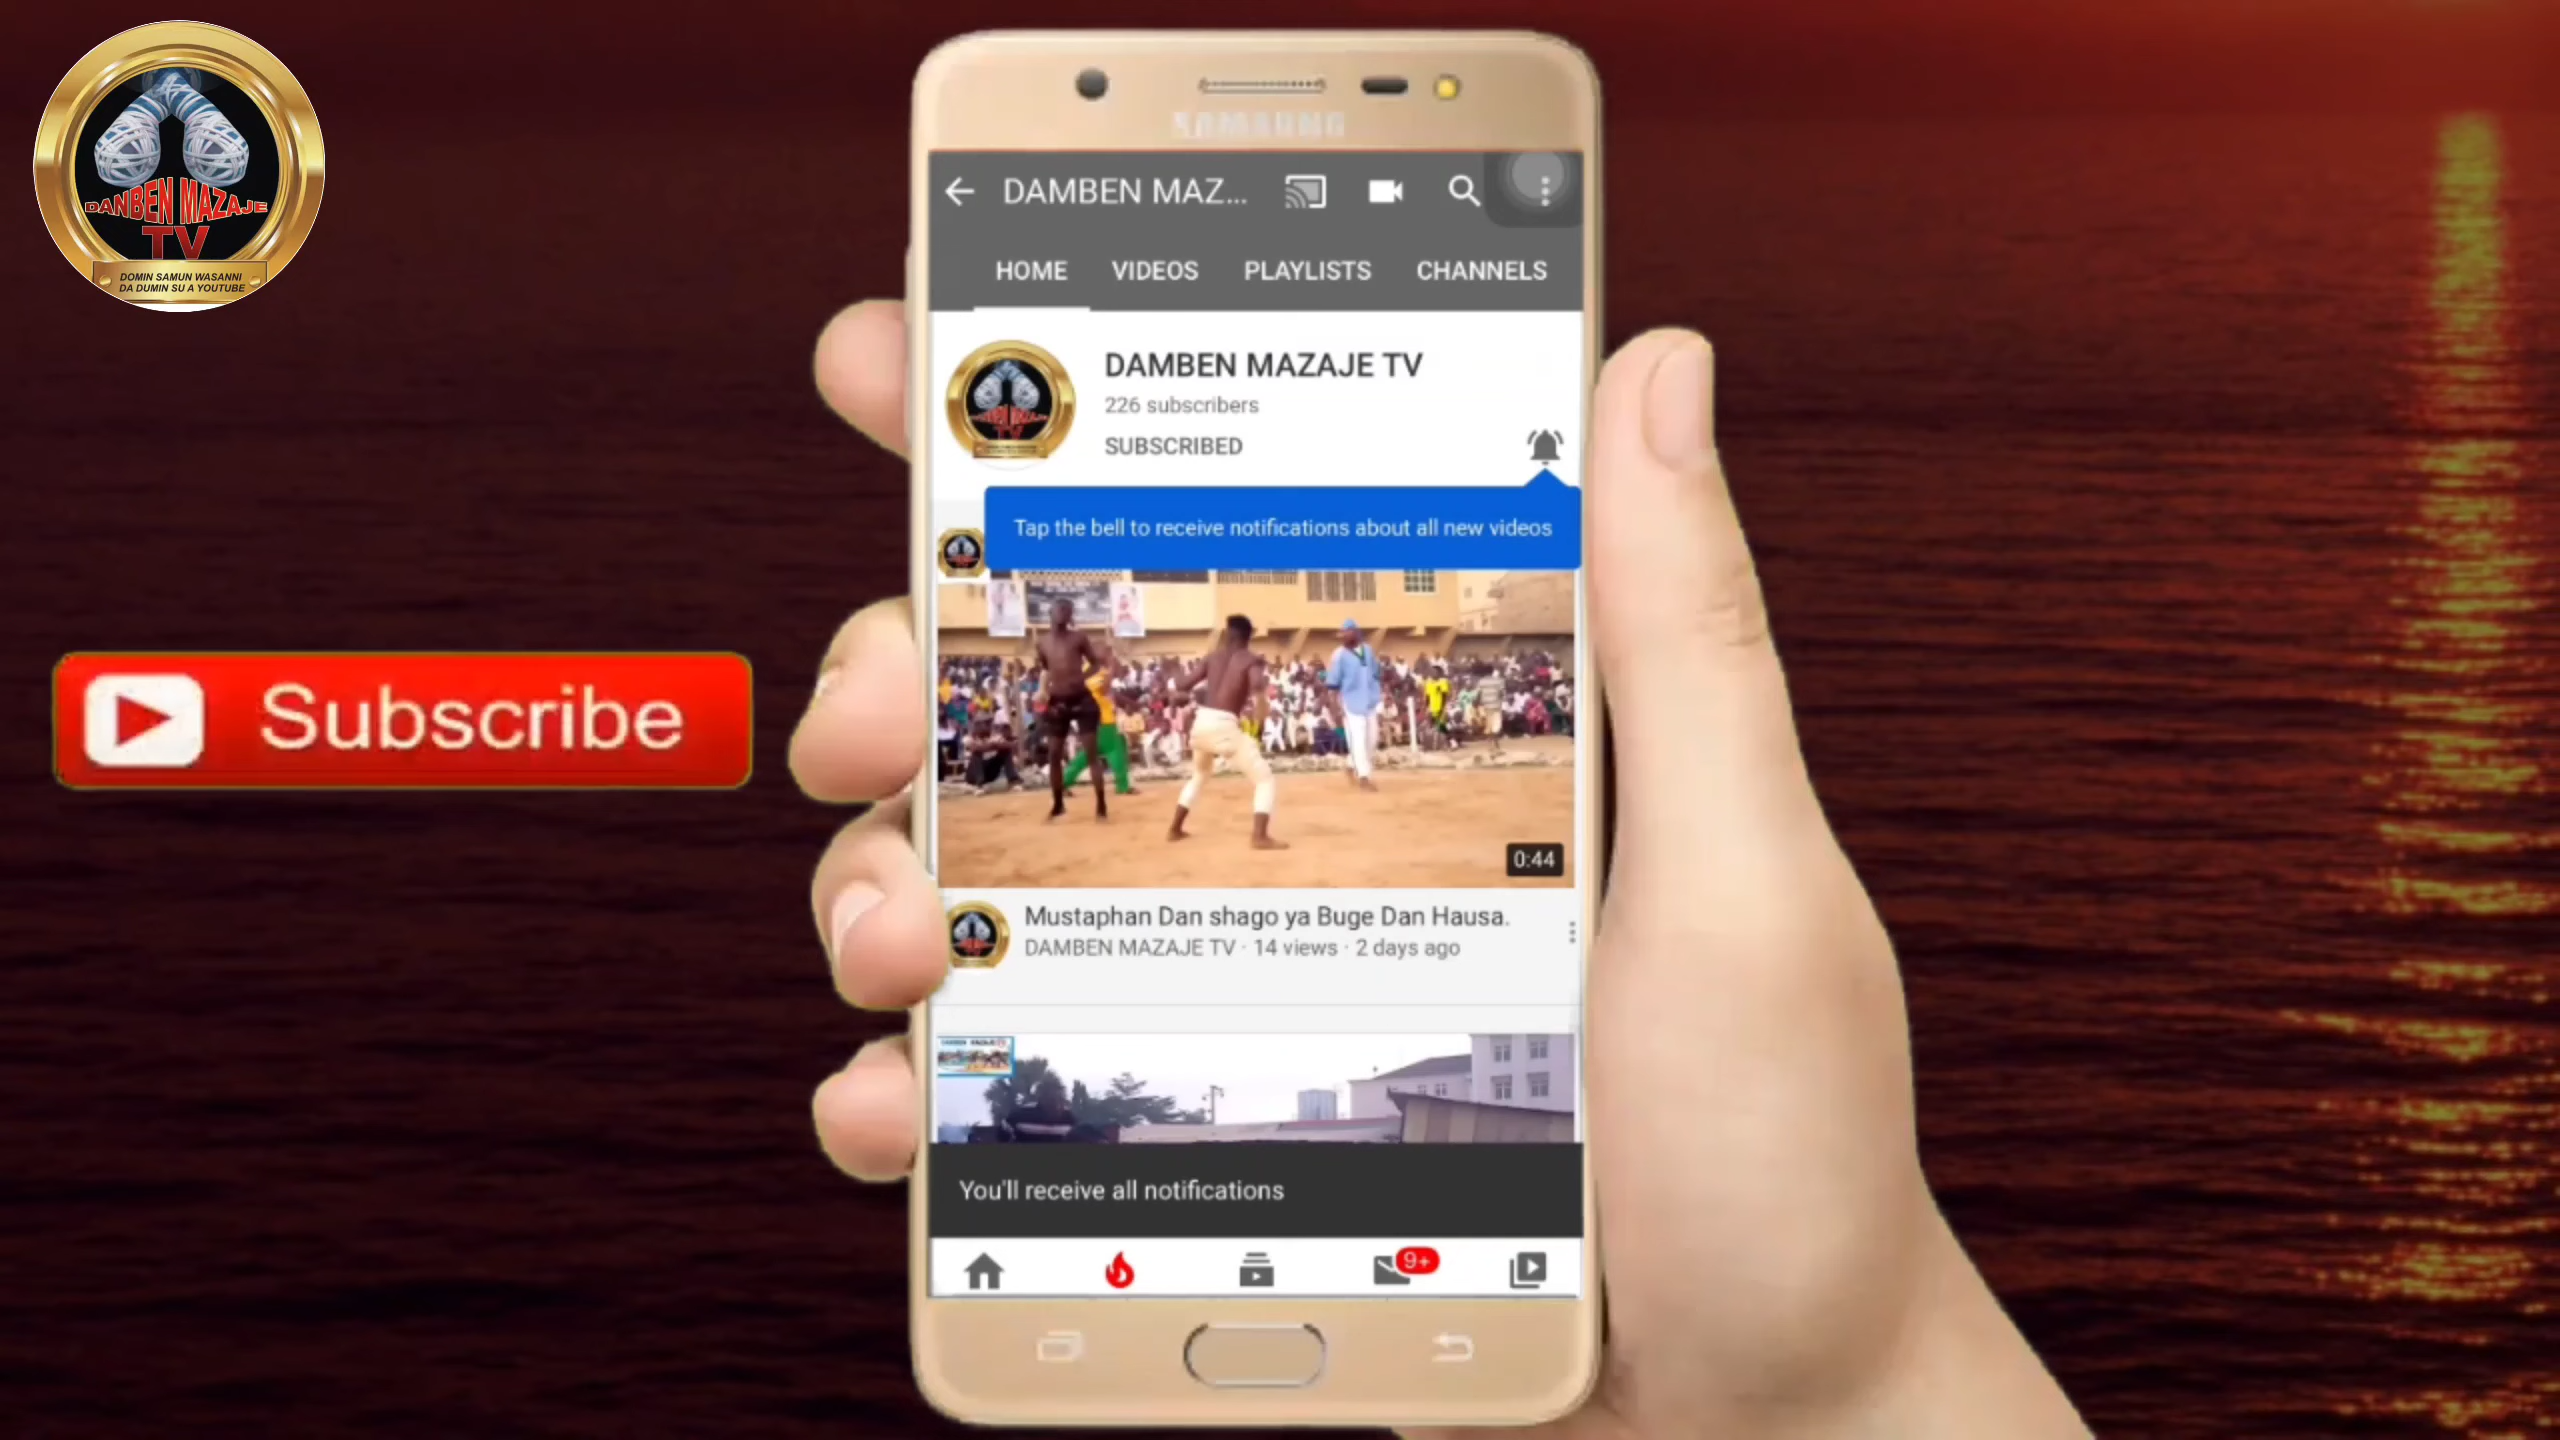 DANBEN MAZAJE
TV
DOMIN SAMUN WASANNI
DA DUMIN SU A YOUTUBE
Subscribe
SAMSUNG
DAMBEN MAZ...
HOME VIDEOS PLAYLISTS CHANNELS
DAMBEN MAZAJE TV
226 subscribers
SUBSCRIBED
Tap the bell to receive notifications about all new videos
0:44
Mustaphan Dan shago ya Buge Dan Hausa.
DAMBEN MAZAJE TV · 14 views · 2 days ago
You'll receive all notifications
9+